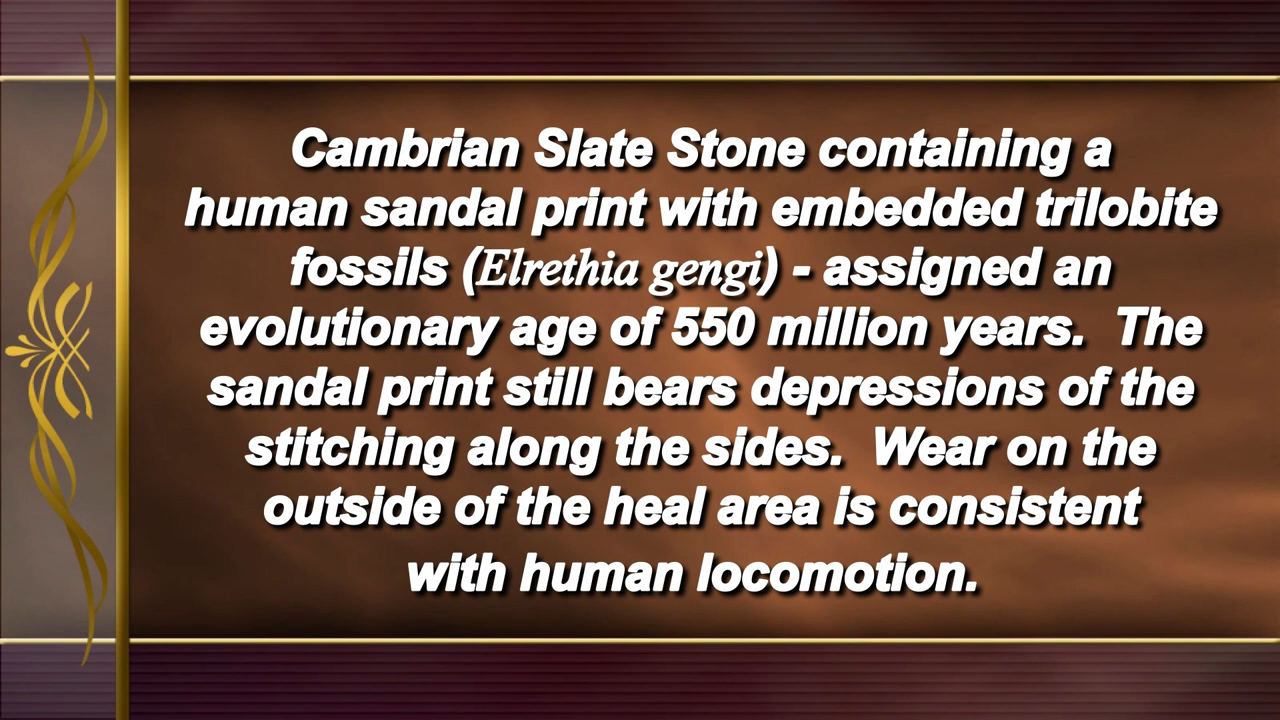 Cambrian Slate Stone containing a
human sandal print with embedded trilobite
fossils (Elrethia gengi) - assigned an
evolutionary age of 550 million years. The
sandal print still bears depressions of the
stitching along the sides. Wear on the
outside of the heal area is consistent
with human locomotion.